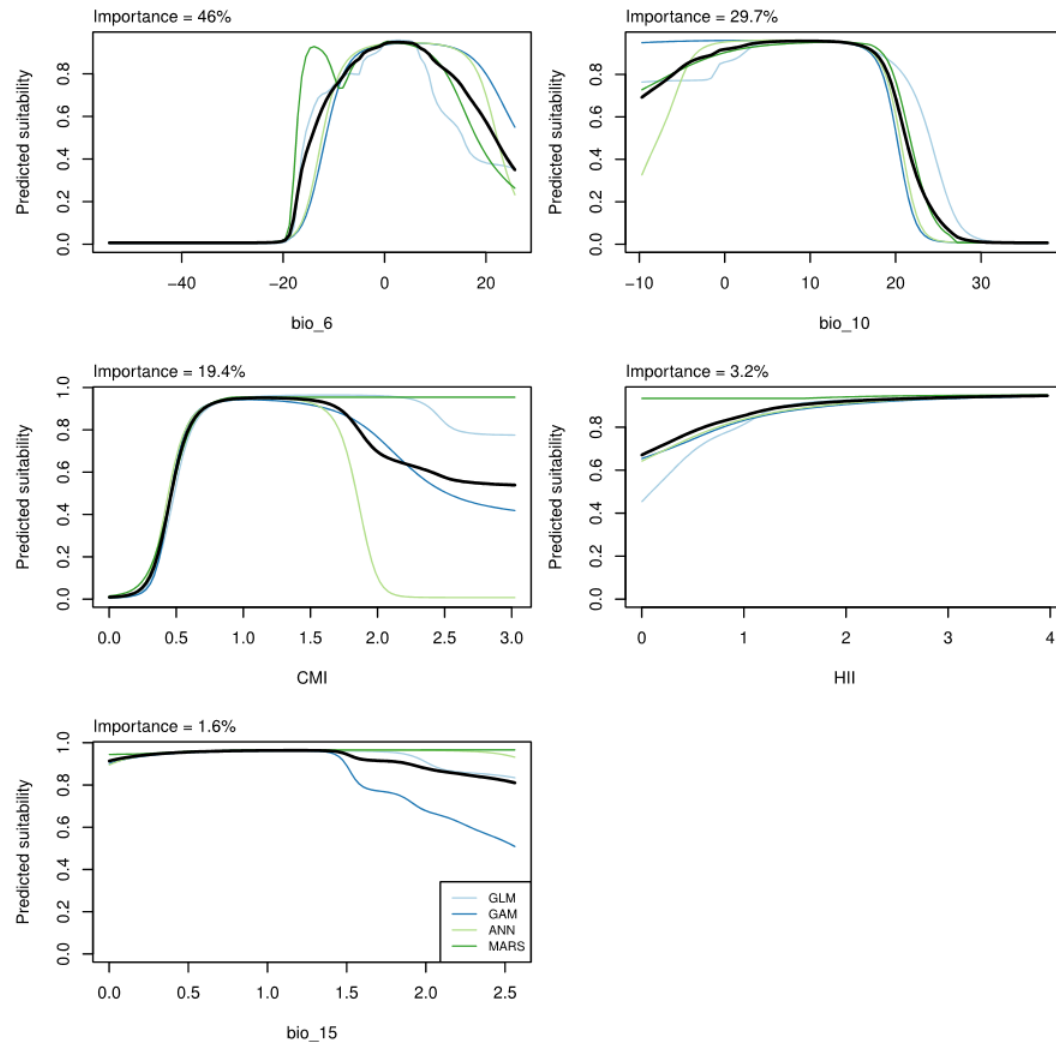 Importance = 46%
Predicted suitability
0.0 0.2 0.4 0.6 0.8
−40 −20 0 20
bio_6
Importance = 29.7%
Predicted suitability
0.0 0.2 0.4 0.6 0.8
−10 0 10 20 30
bio_10
Importance = 19.4%
Predicted suitability
0.0 0.2 0.4 0.6 0.8 1.0
0.0 0.5 1.0 1.5 2.0 2.5 3.0
CMI
Importance = 3.2%
Predicted suitability
0.0 0.2 0.4 0.6 0.8
0 1 2 3 4
HII
Importance = 1.6%
Predicted suitability
0.0 0.2 0.4 0.6 0.8 1.0
GLM
GAM
ANN
MARS
0.0 0.5 1.0 1.5 2.0 2.5
bio_15